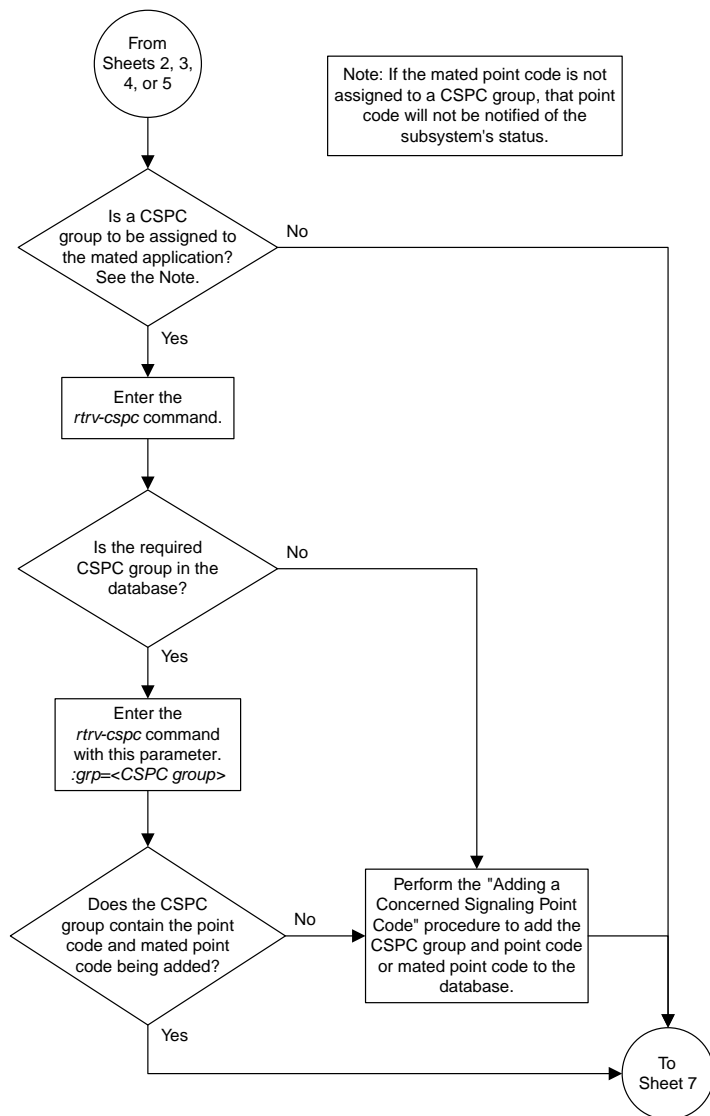 From
Sheets 2, 3,
4, or 5
Note: If the mated point code is not
assigned to a CSPC group, that point
code will not be notified of the
subsystem's status.
Is a CSPC
group to be assigned to
the mated application?
See the Note.
No
Yes
Enter the
rtrv-cspc command.
Is the required
CSPC group in the
database?
No
Yes
Enter the
rtrv-cspc command
with this parameter.
:grp=<CSPC group>
Does the CSPC
group contain the point
code and mated point
code being added?
No
Perform the "Adding a
Concerned Signaling Point
Code" procedure to add the
CSPC group and point code
or mated point code to the
database.
Yes
To
Sheet 7